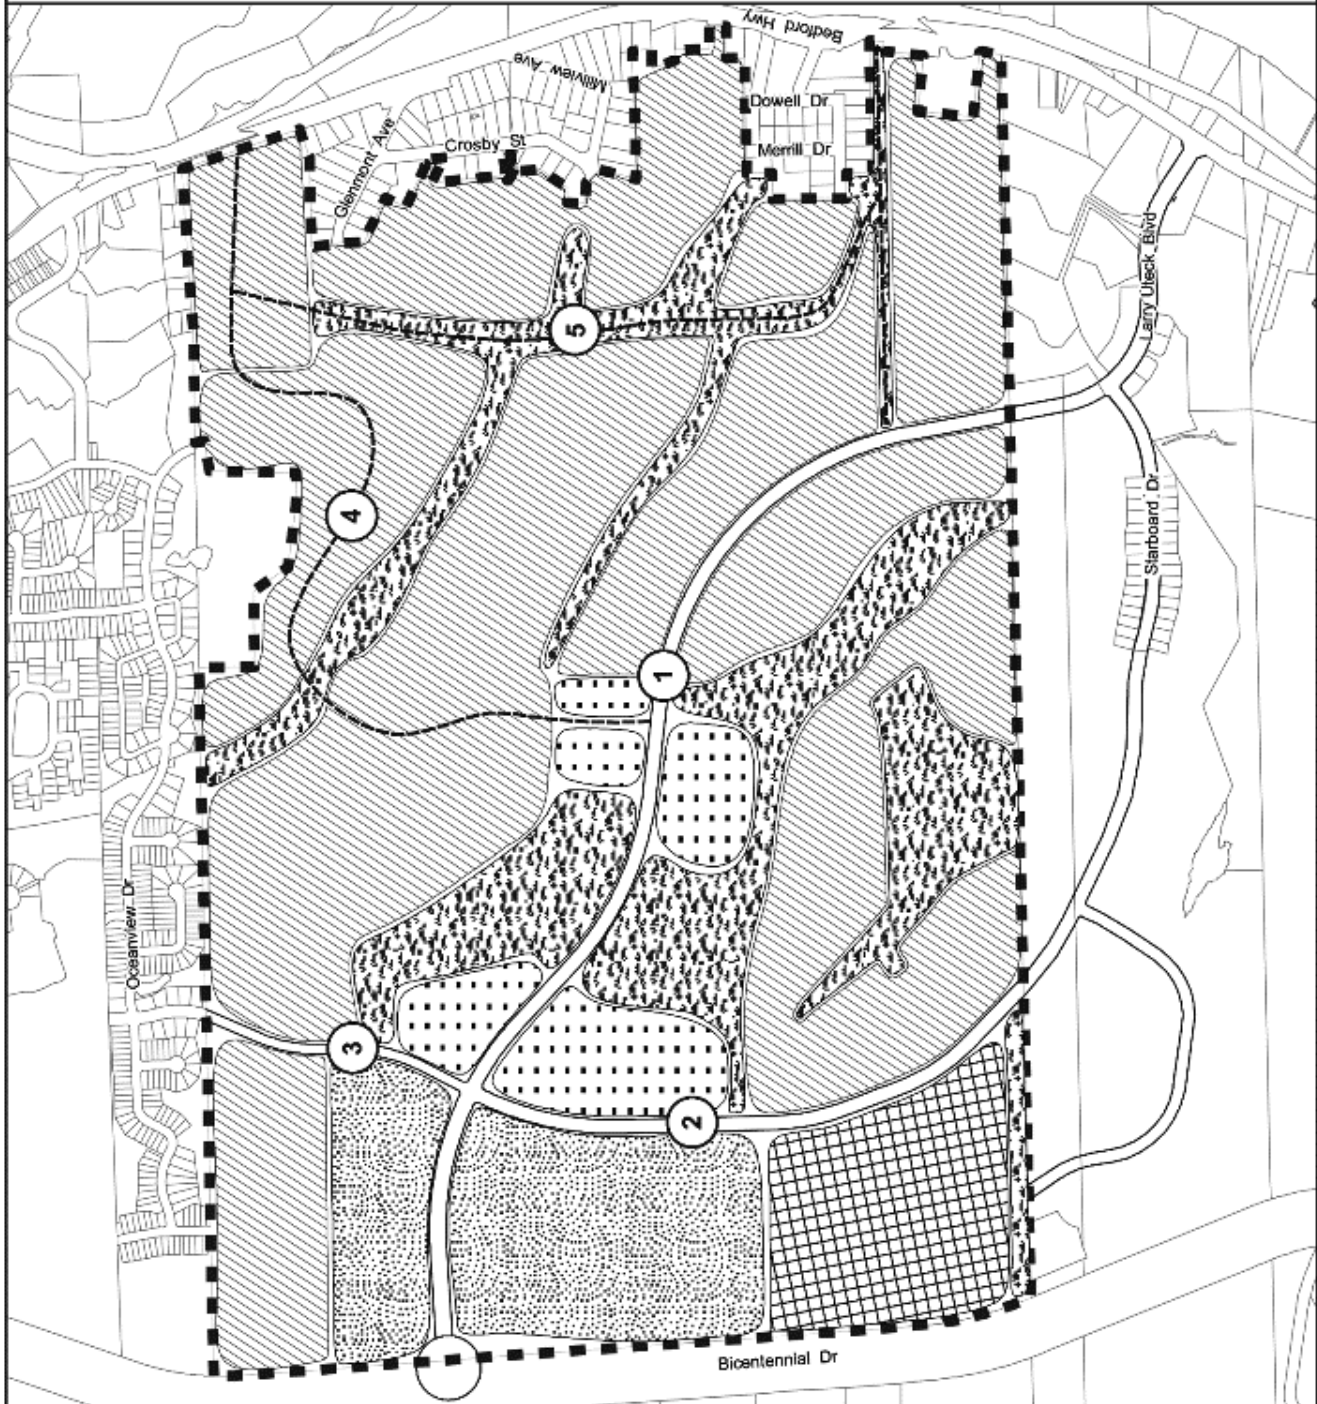 Bedford Hwy
Millview Ave
Dowell Dr
Crosby St
Merrill Dr
Glenmont Ave
Larry Uteck Blvd
5
4
Starboard Dr
1
Oceanview Dr
3
2
Bicentennial Dr